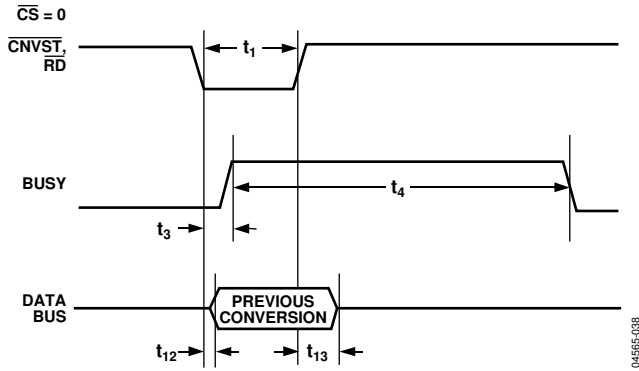 CS = 0
CNVST,
RD
t1
BUSY
t4
t3
DATA
BUS
PREVIOUS
CONVERSION
t12
t13
04565-038